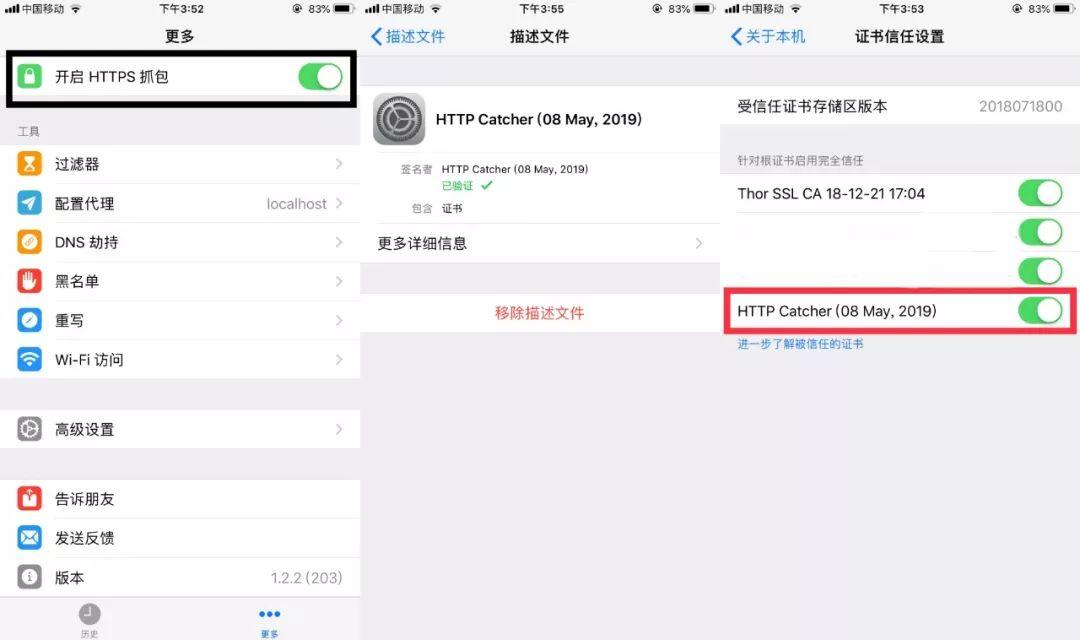 中国移动 下午3:52 83%
更多
开启 HTTPS 抓包
工具
过滤器
配置代理 localhost
DNS 劫持
黑名单
重写
Wi-Fi 访问
高级设置
告诉朋友
发送反馈
版本 1.2.2 (203)
历史 更多
中国移动 下午3:55 83%
描述文件 描述文件
HTTP Catcher (08 May, 2019)
签名者 HTTP Catcher (08 May, 2019)
已验证
包含 证书
更多详细信息
移除描述文件
中国移动 下午3:53 83%
关于本机 证书信任设置
受信任证书存储区版本 2018071800
针对根证书启用完全信任
Thor SSL CA 18-12-21 17:04
HTTP Catcher (08 May, 2019)
进一步了解被信任的证书